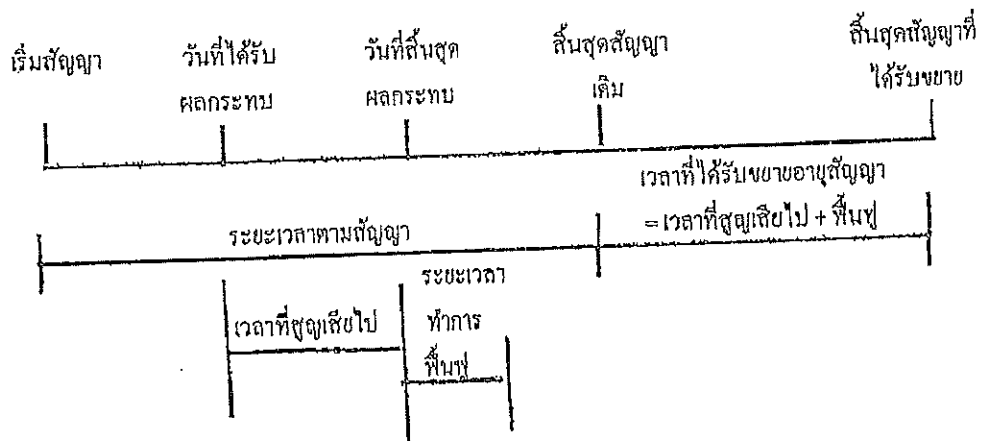 เริ่มสัญญา
วันที่ได้รับ
ผลกระทบ
วันที่สิ้นสุด
ผลกระทบ
สิ้นสุดสัญญา
เดิม
สิ้นสุดสัญญาที่
ได้รับขยาย
เวลาที่ได้รับขยายอายุสัญญา
=เวลาที่สูญเสียไป + ฟื้นฟู
ระยะเวลาตามสัญญา
เวลาที่สูญเสียไป
ระยะเวลา
ทำการ
ฟื้นฟู